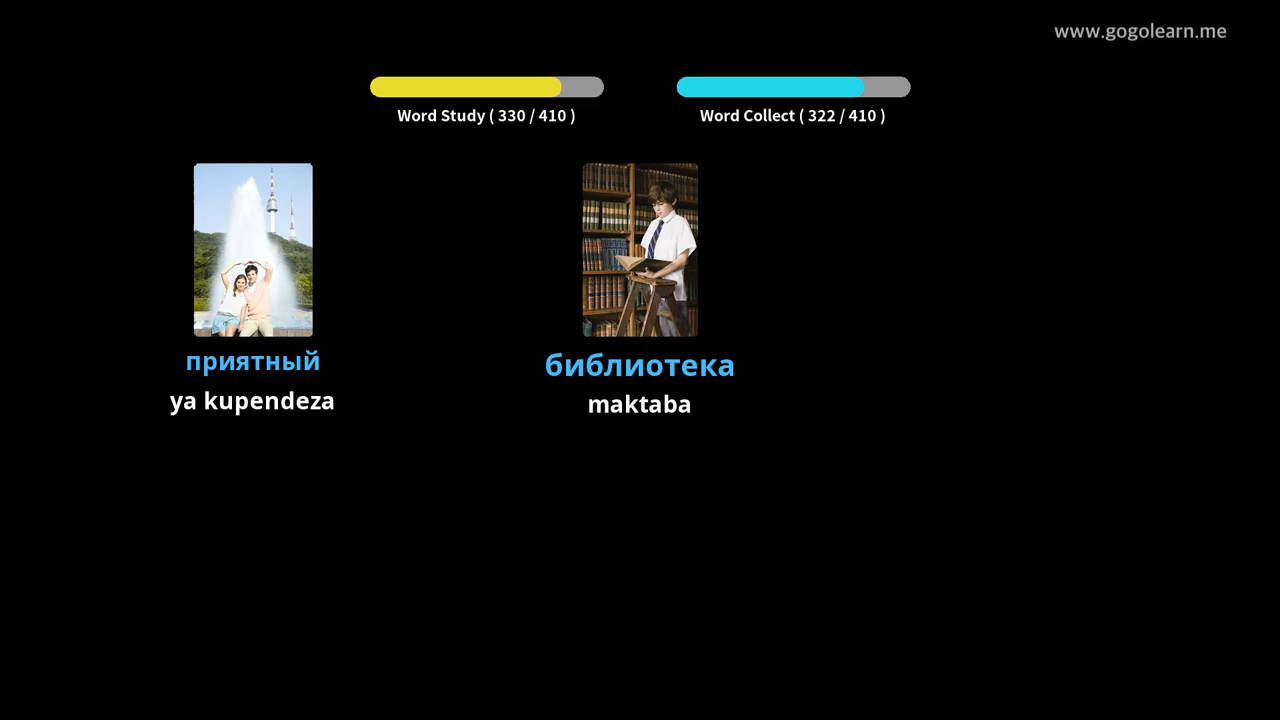 www.gogolearn.me
Word Study ( 330 / 410 )
Word Collect ( 322 / 410 )
приятный
ya kupendeza
библиотека
maktaba